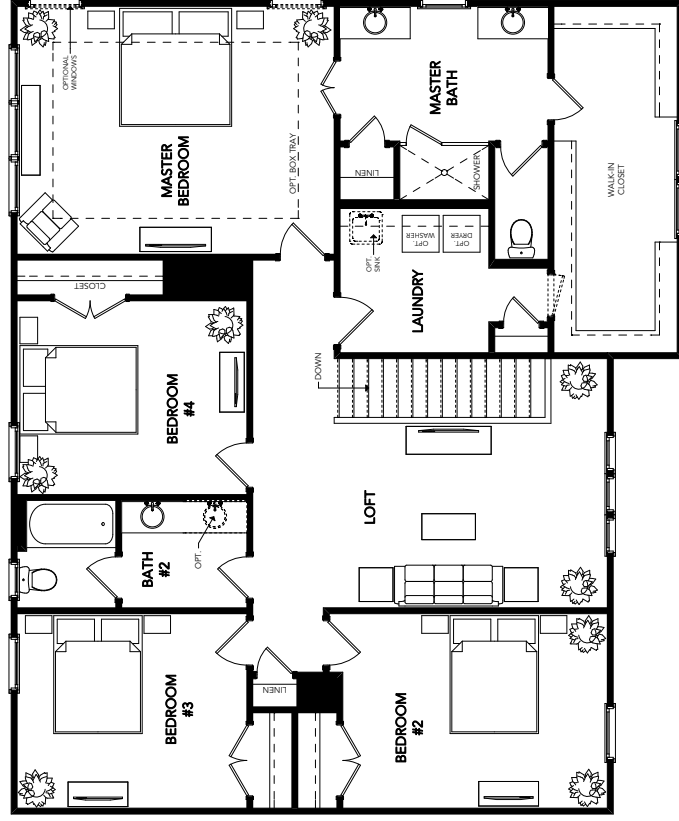 OPTIONAL
WINDOWS
MASTER
BEDROOM
OPT. BOX TRAY
MASTER
BATH
LINEN
SHOWER
WALK-IN
CLOSET
OPT.
SINK
OPT.
WASHER
OPT.
DRYER
LAUNDRY
CLOSET
DOWN
BEDROOM
#4
LOFT
BATH
#2
OPT.
BEDROOM
#3
LINEN
BEDROOM
#2